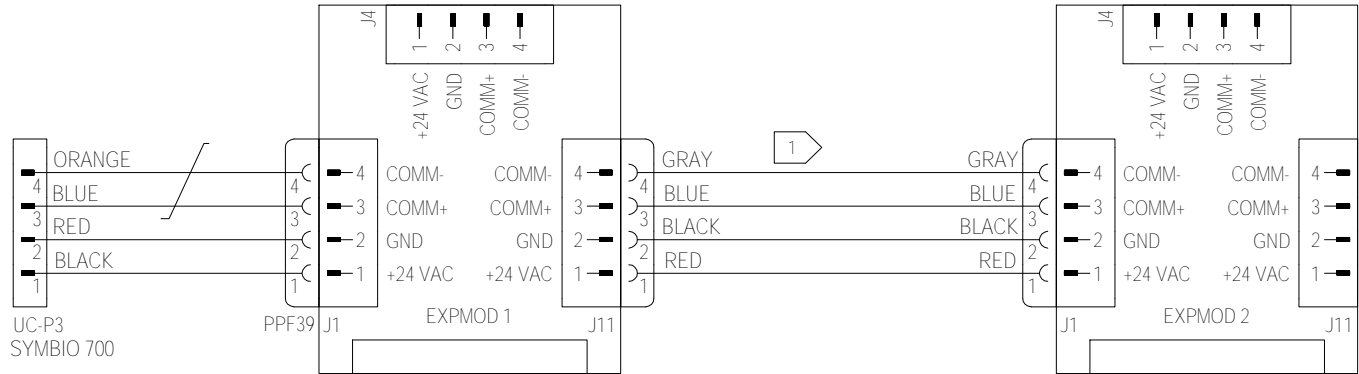 J4
1 2 3 4
+24 VAC GND COMM+ COMM-
J4
1 2 3 4
+24 VAC GND COMM+ COMM-
ORANGE
4
BLUE
3
RED
2
BLACK
1
UC-P3
SYMBIO 700
4
3
2
1
PPF39
J1
4 COMM- COMM- 4
3 COMM+ COMM+ 3
2 GND GND 2
1 +24 VAC +24 VAC 1
EXPMOD 1
J11
4
3
2
1
1
GRAY GRAY
BLUE BLUE
BLACK BLACK
RED RED
4
3
2
1
J1
4 COMM- COMM- 4
3 COMM+ COMM+ 3
2 GND GND 2
1 +24 VAC +24 VAC 1
EXPMOD 2
J11